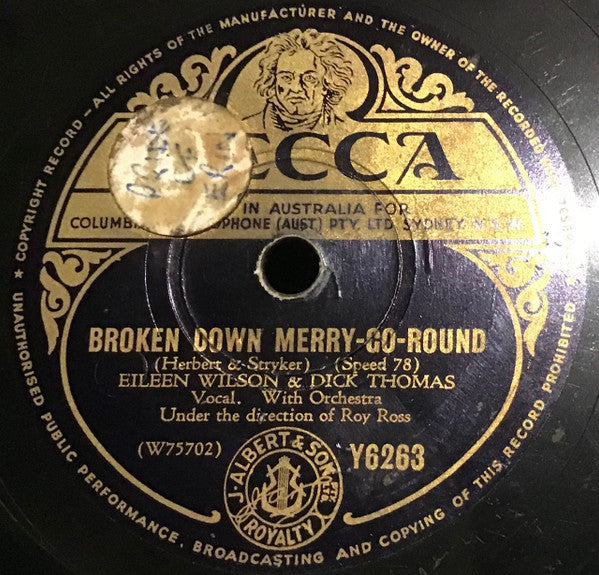 ★ COPYRIGHT RECORD — ALL RIGHTS OF THE MANUFACTURER AND THE OWNER OF THE RECORDED
UNAUTHORISED PUBLIC PERFORMANCE, BROADCASTING AND COPYING OF THIS RECORD PROHIBITED
ECCA
IN AUSTRALIA FOR
COLUMBIA OPHONE (AUST) PTY. LTD. SYDNEY. N.S.W.
BROKEN DOWN MERRY-GO-ROUND
(Herbert & Stryker) (Speed 78)
EILEEN WILSON & DICK THOMAS
Vocal. With Orchestra
Under the direction of Roy Ross
(W75702)
Y6263
J. ALBERT & SON PTY. LTD.
ROYALTY